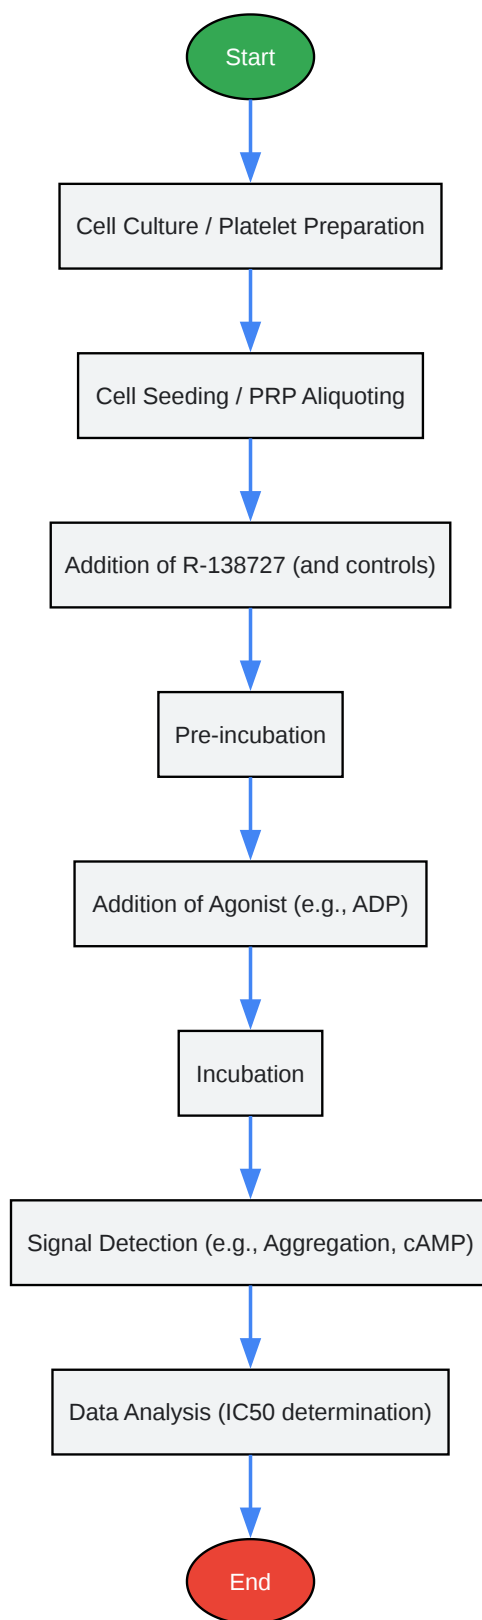 Start
Cell Culture / Platelet Preparation
Cell Seeding / PRP Aliquoting
Addition of R-138727 (and controls)
Pre-incubation
Addition of Agonist (e.g., ADP)
Incubation
Signal Detection (e.g., Aggregation, cAMP)
Data Analysis (IC50 determination)
End